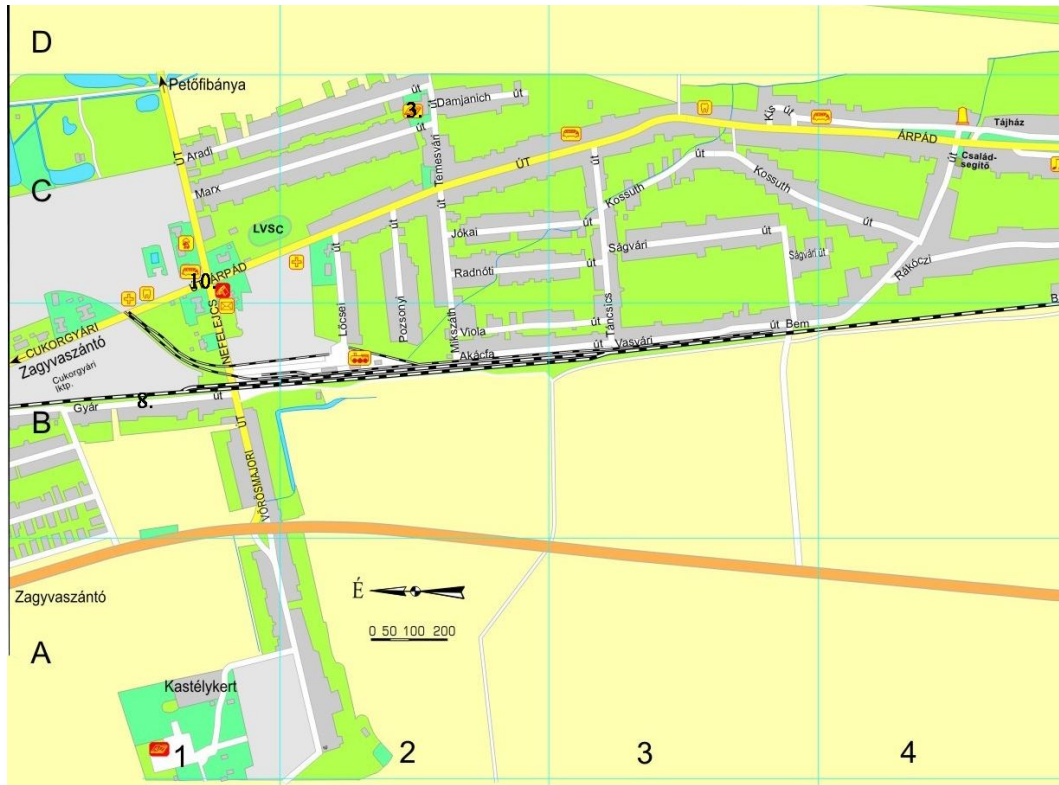 D
Petőfibánya
3.
út
út
Damjanich
út
út
Temesvári
Kis
út
Tájház
ÚT
Aradi
ÚT
ÁRPÁD
út
Család-
segítő
C
Marx
út
Kossuth
Kossuth
út
LVSC
Jókai
út
Ságvári
út
Ságvári út
út
út
Radnóti
út
Rákóczi
10.
ÁRPÁD
NEFELEJCS
Lőcsei
Pozsonyi
Mikszáth
Viola
út
Táncsics
út
Bem
B
CUKORGYÁRI
Zagyvaszántó
Cukorgyári
lktp.
Akácfa
út
Vasvári
Gyár
8.
út
ÚT
B
VÖRÖSMAJORI
É
0 50 100 200
Zagyvaszántó
A
Kastélykert
1
2
3
4